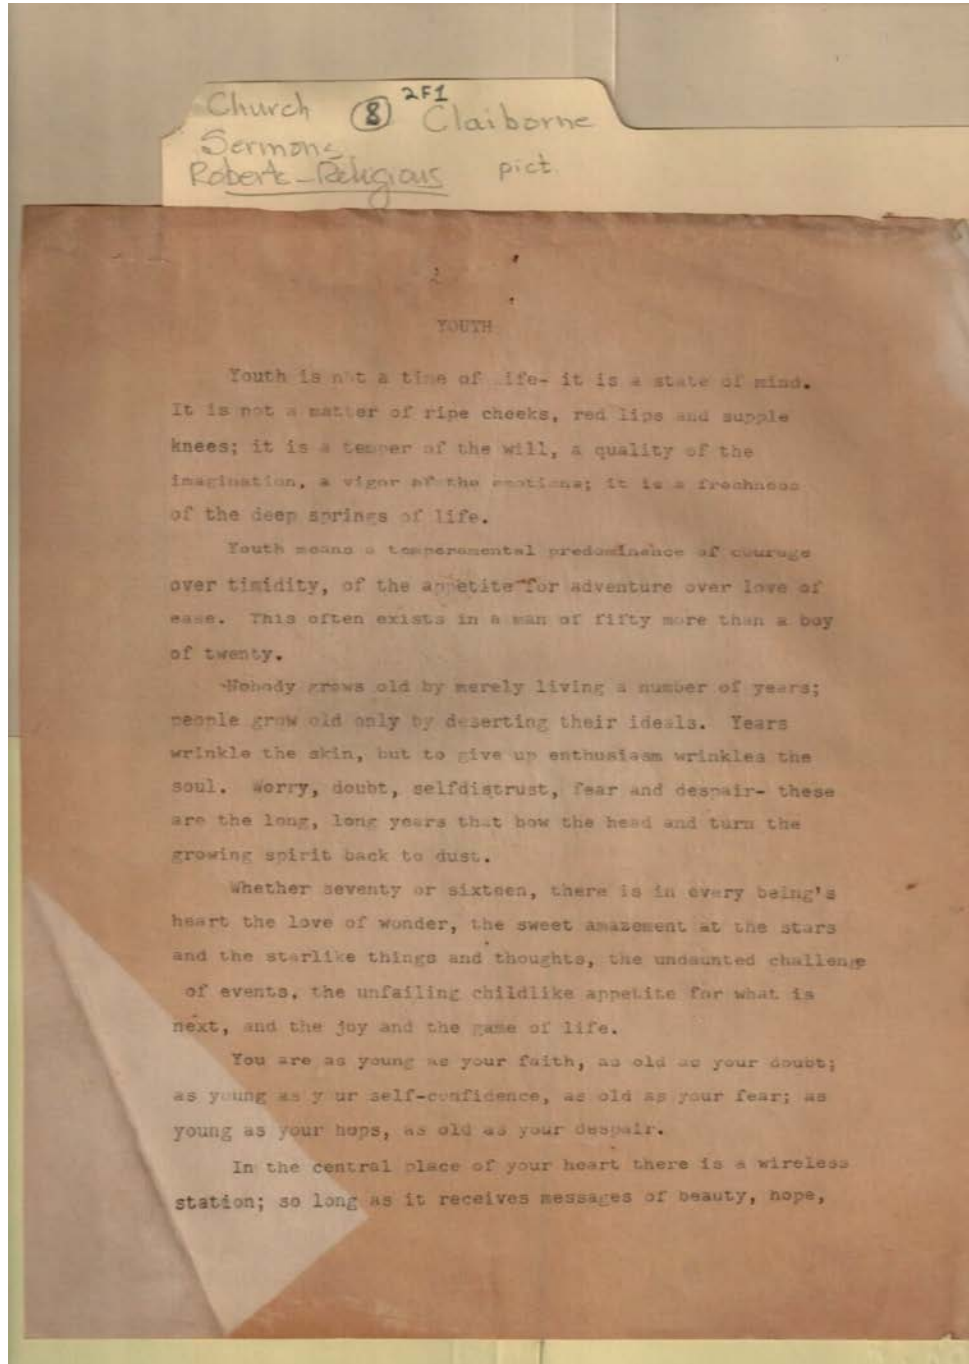 Church ⑧ 2F1 Claiborne
Sermons
Roberts-Religious pict.
2
YOUTH
Youth is not a time of life- it is a state of mind.
It is not a matter of ripe cheeks, red lips and supple
knees; it is a temper of the will, a quality of the
imagination, a vigor of the emotions; it is a freshness
of the deep springs of life.
Youth means a temperamental predominance of courage
over timidity, of the appetite for adventure over love of
ease. This often exists in a man of fifty more than a boy
of twenty.
Nobody grows old by merely living a number of years;
people grow old only by deserting their ideals. Years
wrinkle the skin, but to give up enthusiasm wrinkles the
soul. Worry, doubt, selfdistrust, fear and despair- these
are the long, long years that bow the head and turn the
growing spirit back to dust.
Whether seventy or sixteen, there is in every being's
heart the love of wonder, the sweet amazement at the stars
and the starlike things and thoughts, the undaunted challenge
of events, the unfailing childlike appetite for what is
next, and the joy and the game of life.
You are as young as your faith, as old as your doubt;
as young as y ur self-confidence, as old as your fear; as
young as your hops, as old as your despair.
In the central place of your heart there is a wireless
station; so long as it receives messages of beauty, hope,